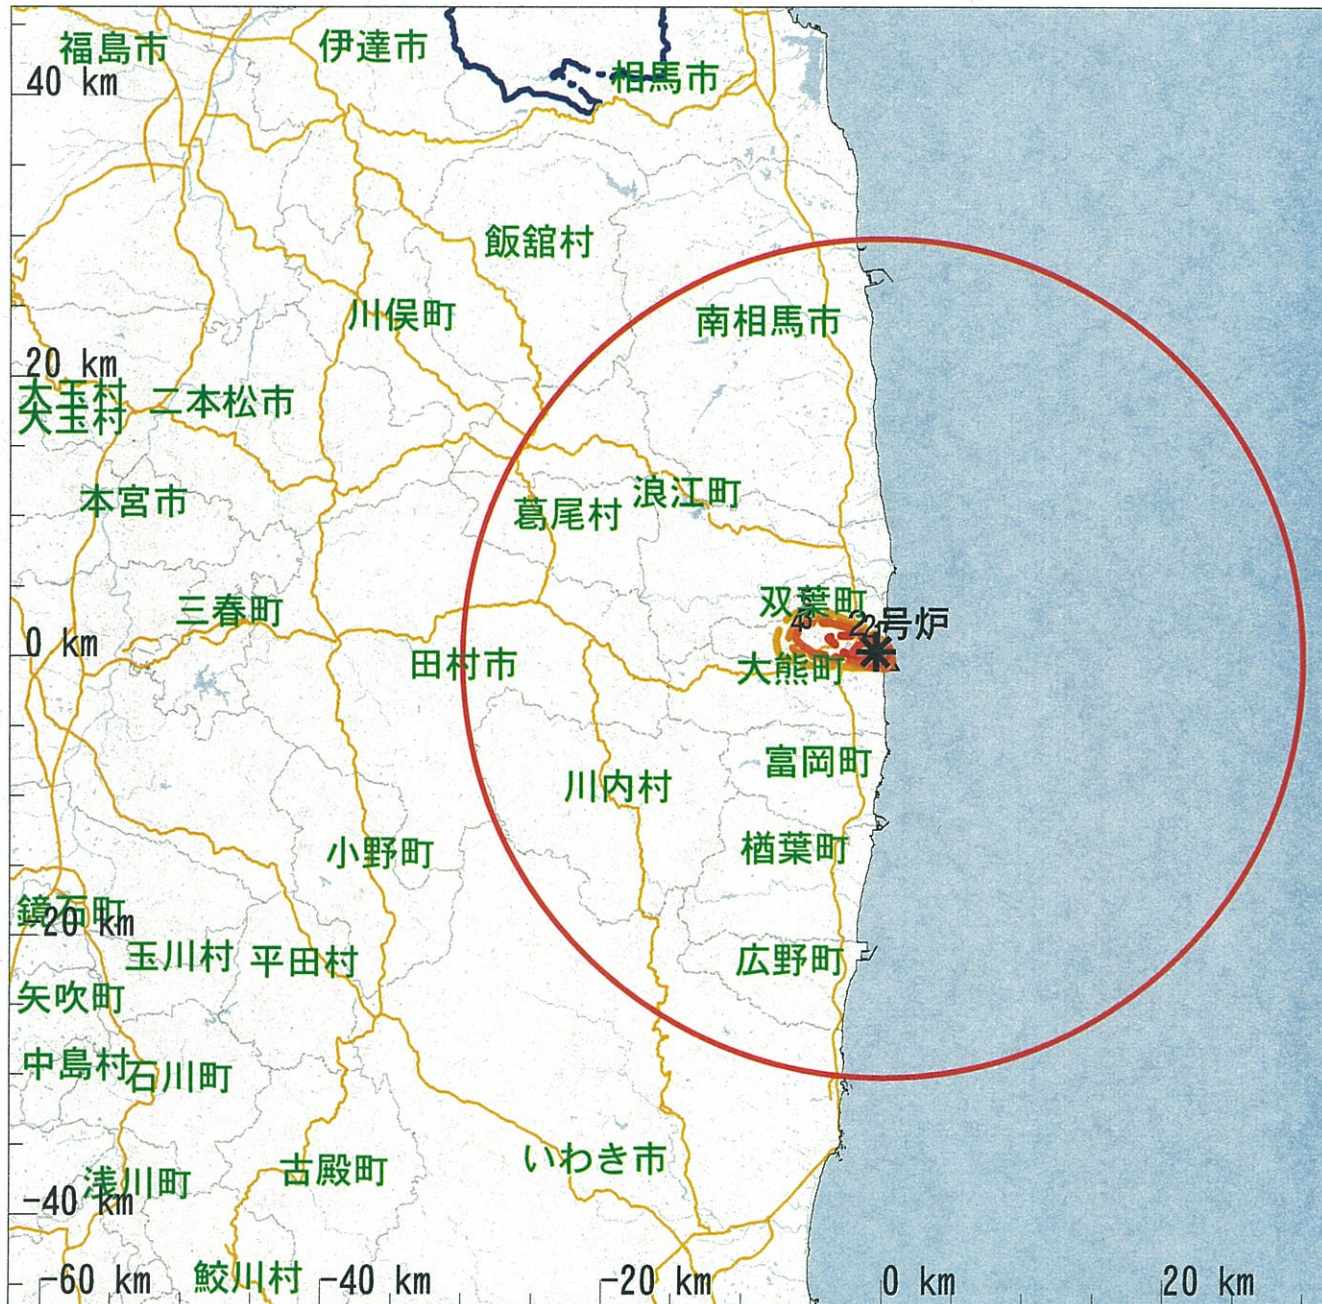 福島市
伊達市
相馬市
40 km
飯舘村
川俣町
南相馬市
20 km
大玉村
大玉村
二本松市
本宮市
葛尾村
浪江町
双葉町
三春町
0 km
号炉
田村市
大熊町
富岡町
川内村
楢葉町
小野町
鏡石町
-20 km
玉川村
平田村
広野町
矢吹町
中島村
石川町
いわき市
古殿町
浅川町
-40 km
鮫川村
-60 km
-40 km
-20 km
0 km
20 km